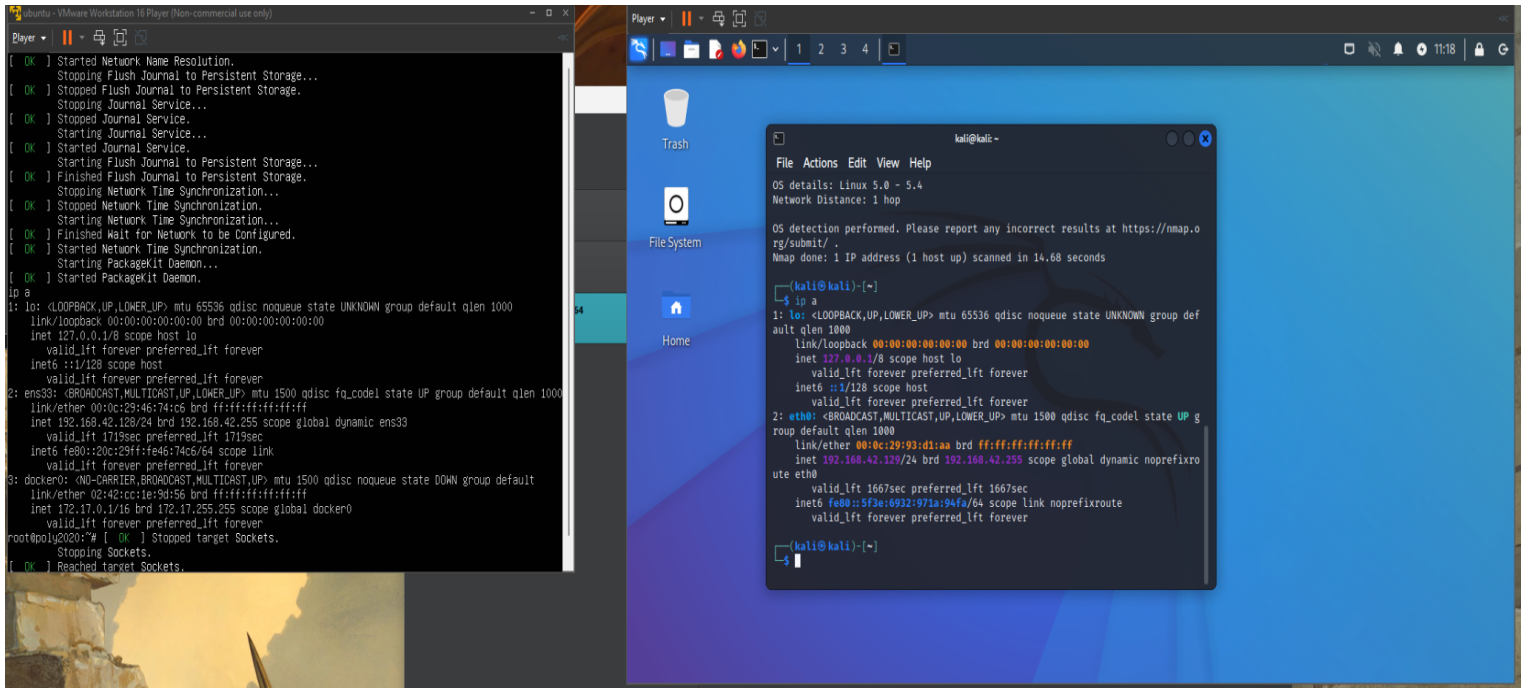 ubuntu - VMware Workstation 16 Player (Non-commercial use only)
Player
[  OK  ] Started Network Name Resolution.
Stopping Flush Journal to Persistent Storage...
[  OK  ] Stopped Flush Journal to Persistent Storage.
Stopping Journal Service...
[  OK  ] Stopped Journal Service.
Starting Journal Service...
[  OK  ] Started Journal Service.
Starting Flush Journal to Persistent Storage...
[  OK  ] Finished Flush Journal to Persistent Storage.
Stopping Network Time Synchronization...
[  OK  ] Stopped Network Time Synchronization.
Starting Network Time Synchronization...
[  OK  ] Finished Wait for Network to be Configured.
[  OK  ] Started Network Time Synchronization.
Starting PackageKit Daemon...
[  OK  ] Started PackageKit Daemon.
ip a
1: lo: <LOOPBACK,UP,LOWER_UP> mtu 65536 qdisc noqueue state UNKNOWN group default qlen 1000
link/loopback 00:00:00:00:00:00 brd 00:00:00:00:00:00
inet 127.0.0.1/8 scope host lo
valid_lft forever preferred_lft forever
inet6 ::1/128 scope host
valid_lft forever preferred_lft forever
2: ens33: <BROADCAST,MULTICAST,UP,LOWER_UP> mtu 1500 qdisc fq_codel state UP group default qlen 1000
link/ether 00:0c:29:46:74:c6 brd ff:ff:ff:ff:ff:ff
inet 192.168.42.128/24 brd 192.168.42.255 scope global dynamic ens33
valid_lft 1719sec preferred_lft 1719sec
inet6 fe80::20c:29ff:fe46:74c6/64 scope link
valid_lft forever preferred_lft forever
3: docker0: <NO-CARRIER,BROADCAST,MULTICAST,UP> mtu 1500 qdisc noqueue state DOWN group default
link/ether 02:42:cc:1e:9d:56 brd ff:ff:ff:ff:ff:ff
inet 172.17.0.1/16 brd 172.17.255.255 scope global docker0
valid_lft forever preferred_lft forever
root@poly2020:~# [  OK  ] Stopped target Sockets.
Stopping Sockets.
[  OK  ] Reached target Sockets.
64
Player
1 2 3 4
11:18
Trash
File System
Home
kali@kali: ~
File Actions Edit View Help
OS details: Linux 5.0 - 5.4
Network Distance: 1 hop
OS detection performed. Please report any incorrect results at https://nmap.o
rg/submit/ .
Nmap done: 1 IP address (1 host up) scanned in 14.68 seconds
┌──(kali㉿kali)-[~]
└─$ ip a
1: lo: <LOOPBACK,UP,LOWER_UP> mtu 65536 qdisc noqueue state UNKNOWN group def
ault qlen 1000
link/loopback 00:00:00:00:00:00 brd 00:00:00:00:00:00
inet 127.0.0.1/8 scope host lo
valid_lft forever preferred_lft forever
inet6 ::1/128 scope host
valid_lft forever preferred_lft forever
2: eth0: <BROADCAST,MULTICAST,UP,LOWER_UP> mtu 1500 qdisc fq_codel state UP g
roup default qlen 1000
link/ether 00:0c:29:93:d1:aa brd ff:ff:ff:ff:ff:ff
inet 192.168.42.129/24 brd 192.168.42.255 scope global dynamic noprefixro
ute eth0
valid_lft 1667sec preferred_lft 1667sec
inet6 fe80::5f3e:6932:971a:94fa/64 scope link noprefixroute
valid_lft forever preferred_lft forever
┌──(kali㉿kali)-[~]
└─$